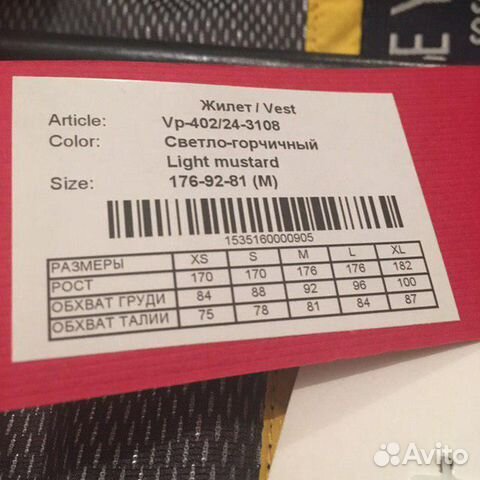 Жилет / Vest
Article: Vp-402/24-3108
Color: Светло-горчичный
Light mustard
Size: 176-92-81 (M)
1535160000905
РАЗМЕРЫ XS S M L XL
РОСТ 170 170 176 176 182
ОБХВАТ ГРУДИ 84 88 92 96 100
ОБХВАТ ТАЛИИ 75 78 81 84 87
Avito